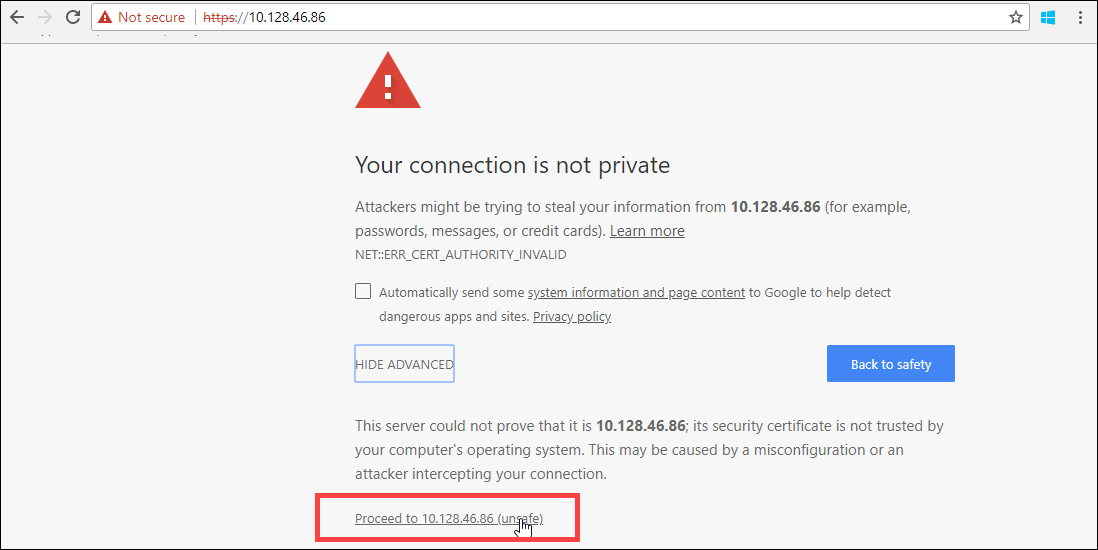 Not secure https://10.128.46.86
Your connection is not private
Attackers might be trying to steal your information from 10.128.46.86 (for example,
passwords, messages, or credit cards). Learn more
NET::ERR_CERT_AUTHORITY_INVALID
Automatically send some system information and page content to Google to help detect
dangerous apps and sites. Privacy policy
HIDE ADVANCED
Back to safety
This server could not prove that it is 10.128.46.86; its security certificate is not trusted by
your computer's operating system. This may be caused by a misconfiguration or an
attacker intercepting your connection.
Proceed to 10.128.46.86 (unsafe)